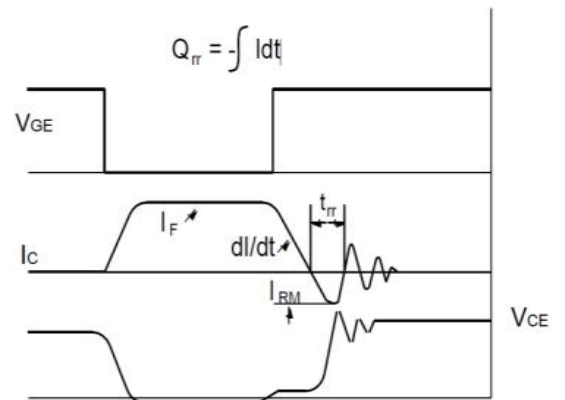 Qrr = -∫ Idt
VGE
trr
IF
dI/dt
IC
IRM
VCE